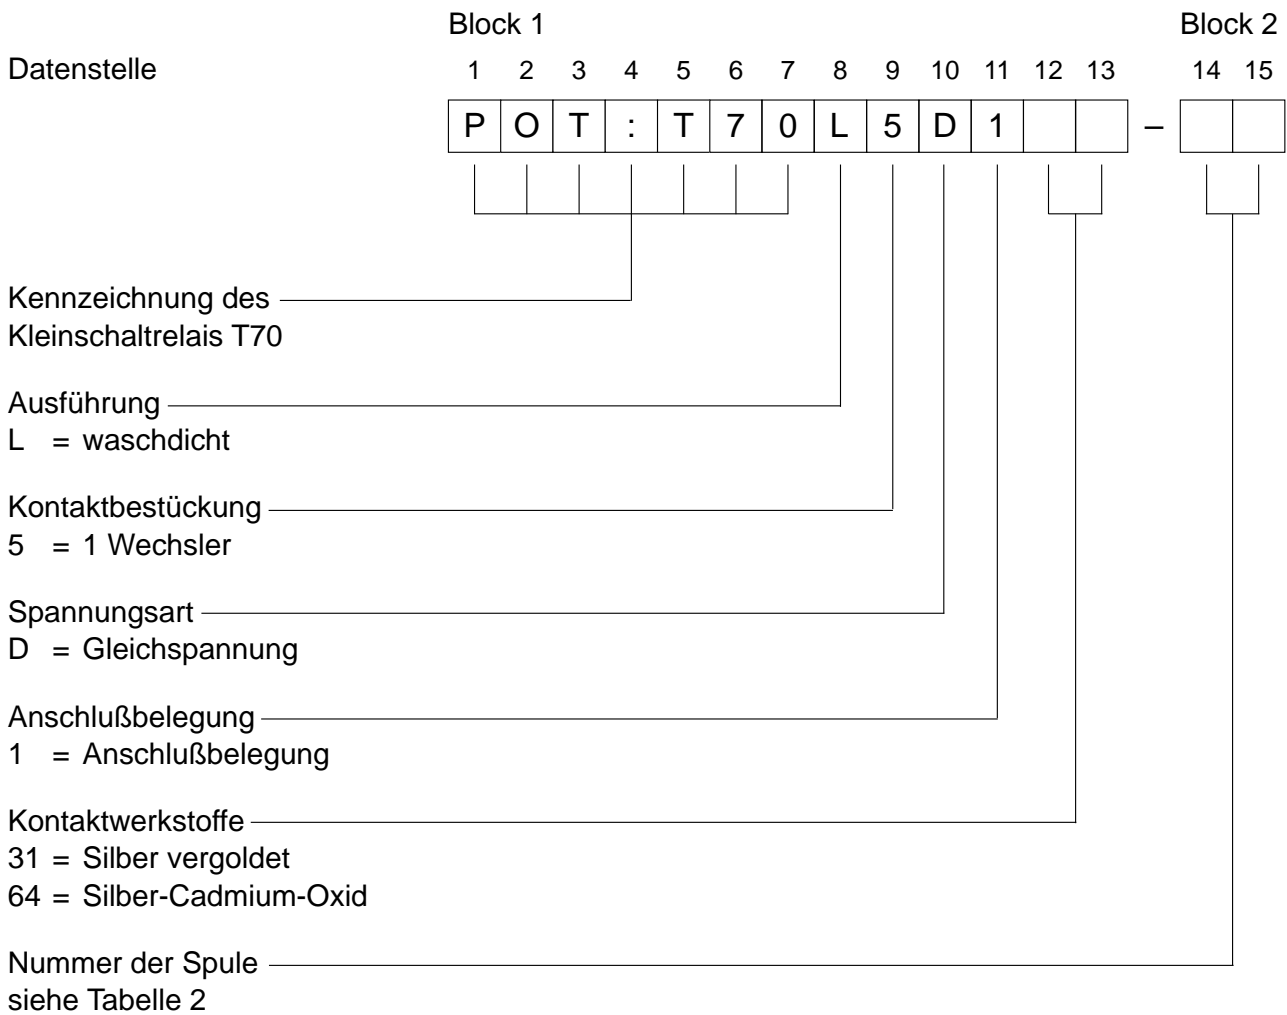 Block 1 Block 2
Datenstelle 1 2 3 4 5 6 7 8 9 10 11 12 13 14 15
P O T : T 7 0 L 5 D 1 –
Kennzeichnung des
Kleinschaltrelais T70
Ausführung
L = waschdicht
Kontaktbestückung
5 = 1 Wechsler
Spannungsart
D = Gleichspannung
Anschlußbelegung
1 = Anschlußbelegung
Kontaktwerkstoffe
31 = Silber vergoldet
64 = Silber-Cadmium-Oxid
Nummer der Spule
siehe Tabelle 2